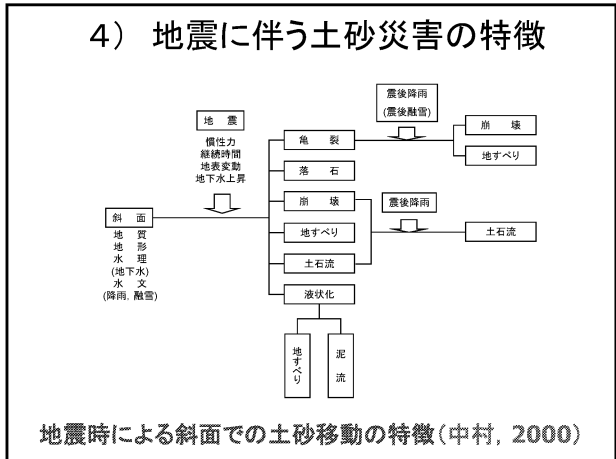 ４） 地震に伴う土砂災害の特徴
震後降雨
(震後融雪)
地 震
慣性力
継続時間
地表変動
地下水上昇
亀 裂
落 石
崩 壊
地すべり
土石流
液状化
崩 壊
地すべり
震後降雨
土石流
斜 面
地 質
地 形
水 理
(地下水)
水 文
(降雨, 融雪)
地すべり
泥流
地震時による斜面での土砂移動の特徴(中村, 2000)